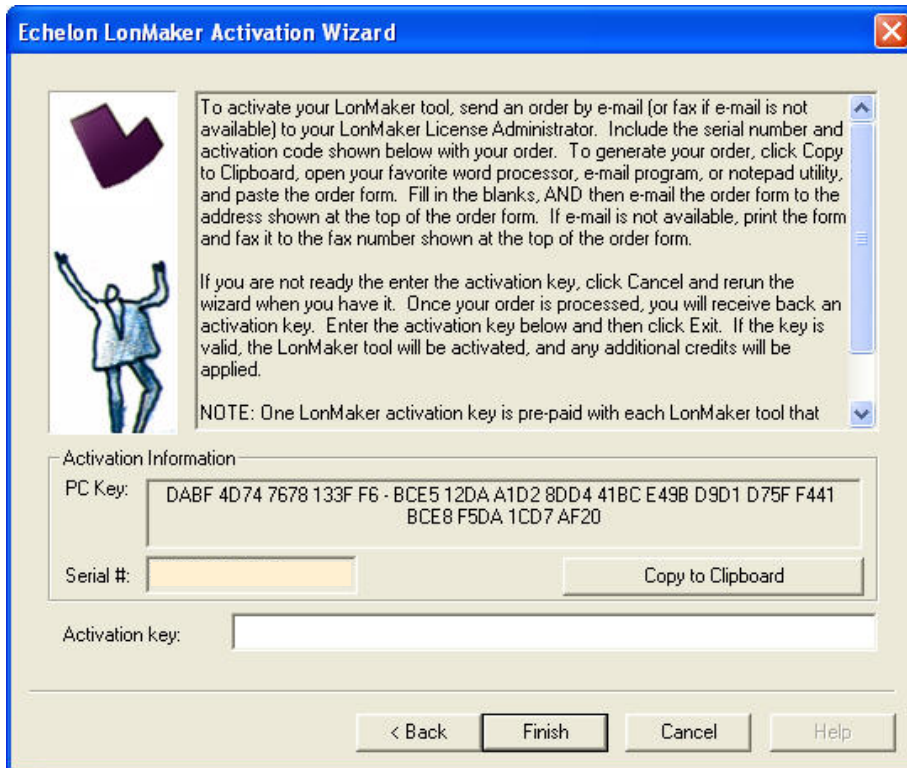 Echelon LonMaker Activation Wizard
To activate your LonMaker tool, send an order by e-mail (or fax if e-mail is not
available) to your LonMaker License Administrator. Include the serial number and
activation code shown below with your order. To generate your order, click Copy
to Clipboard, open your favorite word processor, e-mail program, or notepad utility,
and paste the order form. Fill in the blanks, AND then e-mail the order form to the
address shown at the top of the order form. If e-mail is not available, print the form
and fax it to the fax number shown at the top of the order form.
If you are not ready the enter the activation key, click Cancel and rerun the
wizard when you have it. Once your order is processed, you will receive back an
activation key. Enter the activation key below and then click Exit. If the key is
valid, the LonMaker tool will be activated, and any additional credits will be
applied.
NOTE: One LonMaker activation key is pre-paid with each LonMaker tool that
Activation Information
PC Key:
DABF 4D74 7678 133F F6 - BCE5 12DA A1D2 8DD4 41BC E49B D9D1 D75F F441
BCE8 F5DA 1CD7 AF20
Serial #:
Copy to Clipboard
Activation key:
< Back
Finish
Cancel
Help